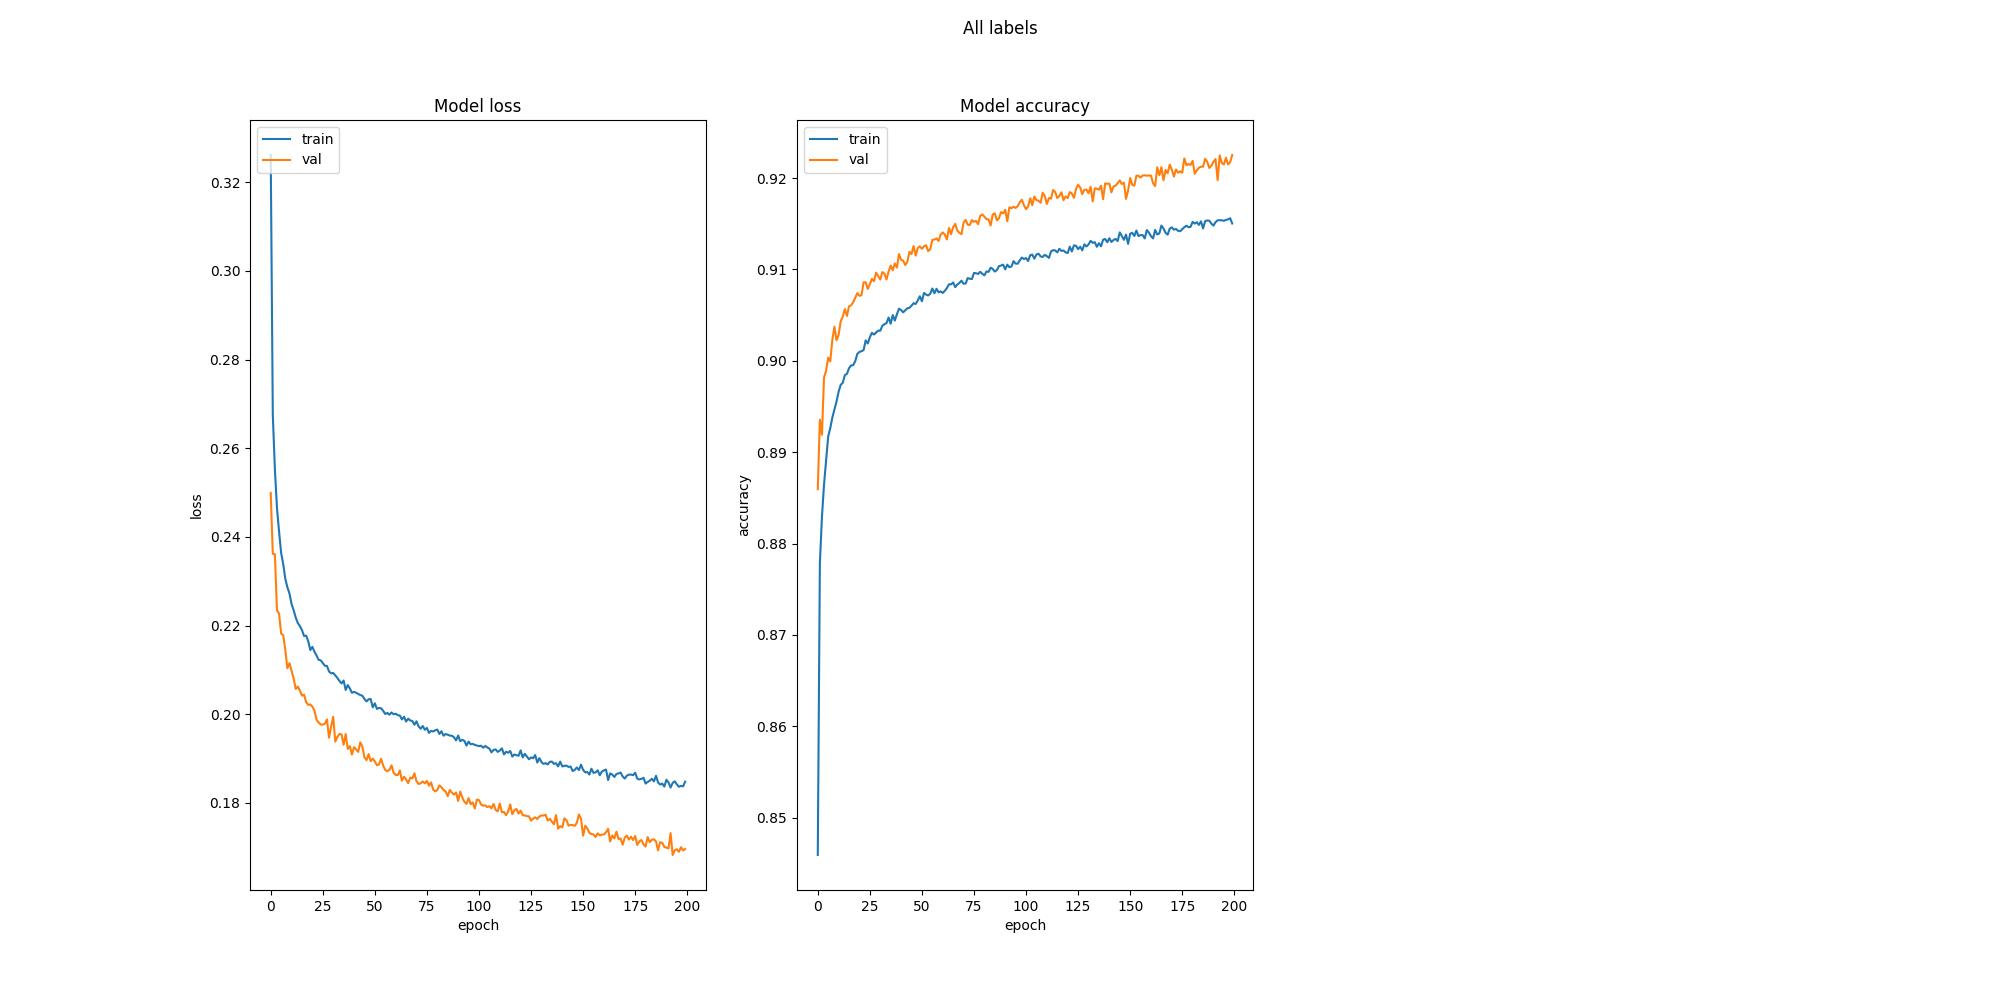 All labels
Model loss
train
val
0.32
0.30
0.28
0.26
0.24
0.22
0.20
0.18
loss
0 25 50 75 100 125 150 175 200
epoch
Model accuracy
train
val
0.92
0.91
0.90
0.89
0.88
0.87
0.86
0.85
accuracy
0 25 50 75 100 125 150 175 200
epoch